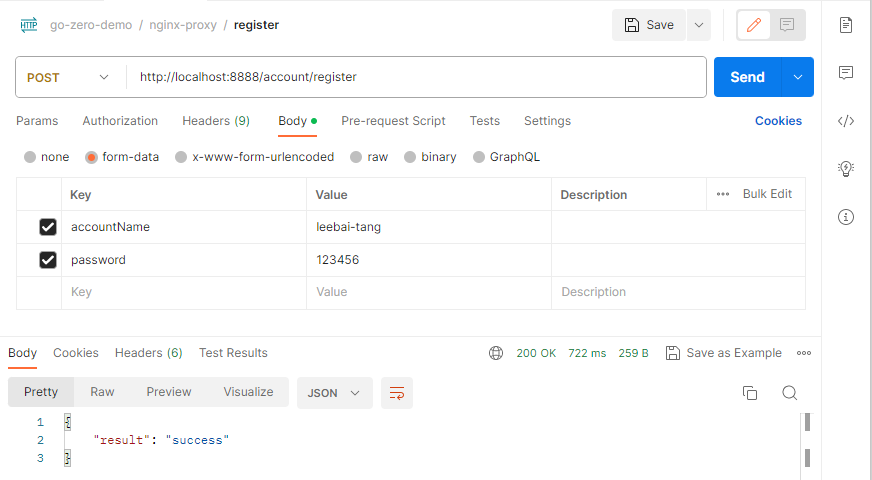 HTTP go-zero-demo / nginx-proxy / register Save
POST http://localhost:8888/account/register Send
Params Authorization Headers (9) Body Pre-request Script Tests Settings Cookies
none form-data x-www-form-urlencoded raw binary GraphQL
Key Value Description Bulk Edit
accountName leebai-tang
password 123456
Key Value Description
Body Cookies Headers (6) Test Results 200 OK 722 ms 259 B Save as Example
Pretty Raw Preview Visualize JSON
1 {
2 "result": "success"
3 }